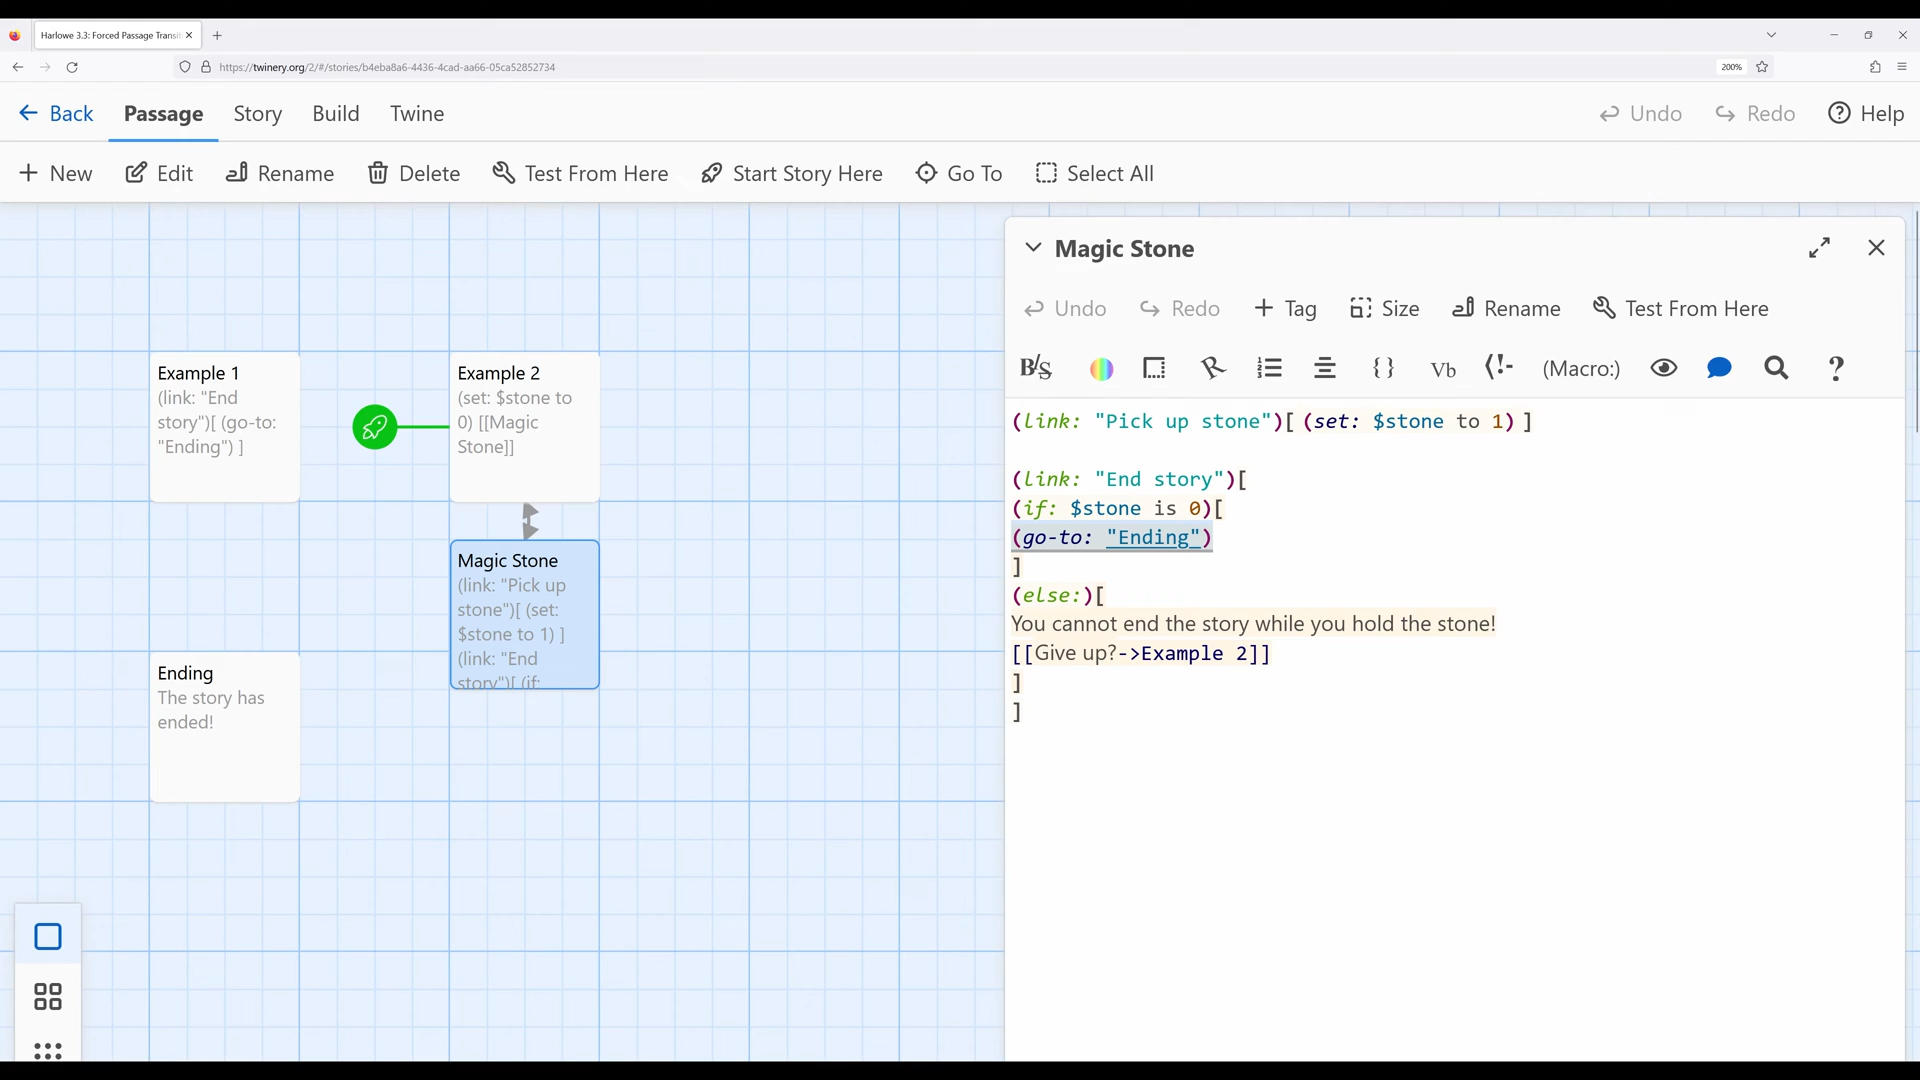 Harlowe 3.3: Forced Passage Transiti
https://twinery.org/2/#/stories/b4eba8a6-4436-4cad-aa66-05ca52852734
200%
Back
Passage
Story
Build
Twine
Undo
Redo
Help
New
Edit
Rename
Delete
Test From Here
Start Story Here
Go To
Select All
Example 1
(link: "End
story")[ (go-to:
"Ending") ]
Example 2
(set: $stone to
0) [[Magic
Stone]]
Magic Stone
(link: "Pick up
stone")[ (set:
$stone to 1) ]
(link: "End
story")[ (if:
Ending
The story has
ended!
Magic Stone
Undo
Redo
Tag
Size
Rename
Test From Here
B/S
{ }
Vb
(Macro:)
?
(link: "Pick up stone")[ (set: $stone to 1) ]
(link: "End story")[
(if: $stone is 0)[
(go-to: "Ending")
]
(else:)[
You cannot end the story while you hold the stone!
[[Give up?->Example 2]]
]
]